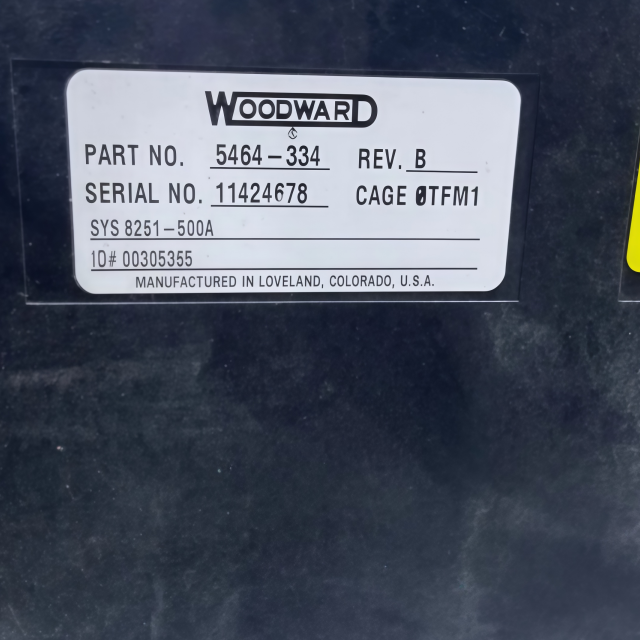 WOODWARD
PART NO. 5464-334 REV. B
SERIAL NO. 11424678 CAGE 0TFM1
SYS 8251-500A
ID# 00305355
MANUFACTURED IN LOVELAND, COLORADO, U.S.A.